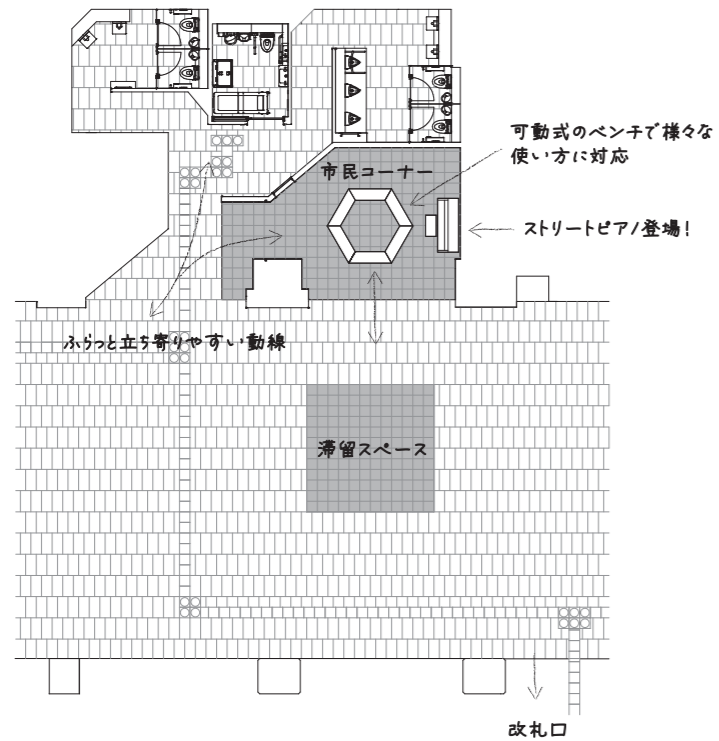 可動式のベンチで様々な
使い方に対応
市民コーナー
ストリートピアノ登場!
ふらっと立ち寄りやすい動線
滞留スペース
改札口